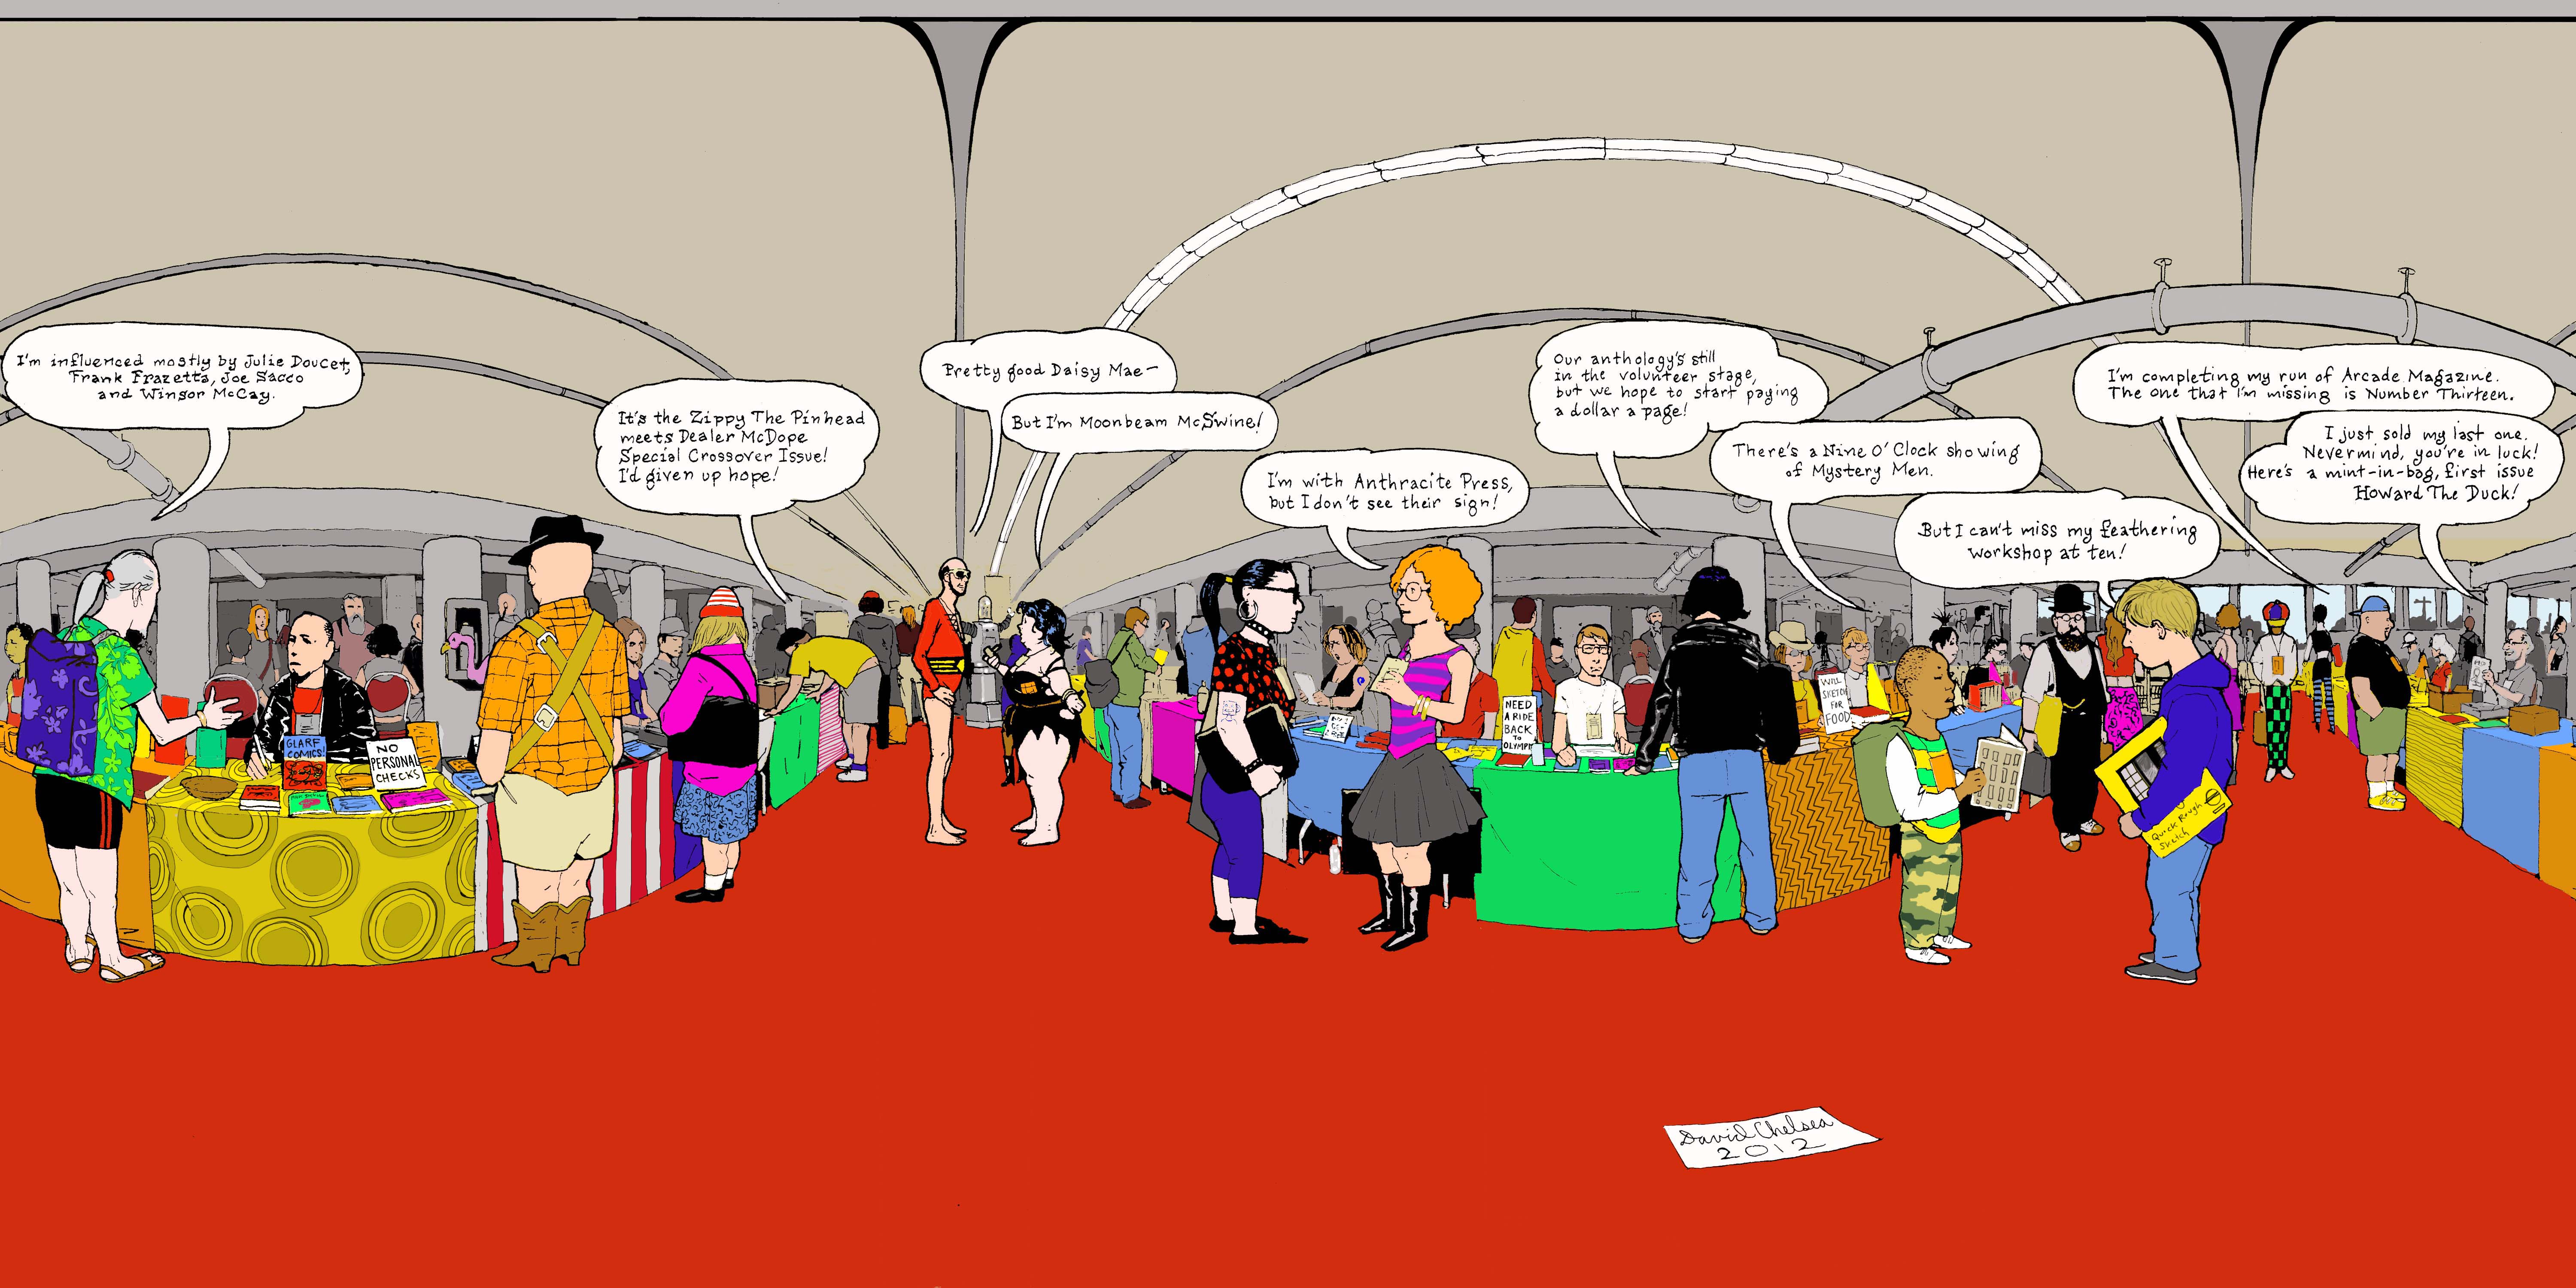 I'm influenced mostly by Julie Doucet,
Frank Frazetta, Joe Sacco
and Winsor McCay.
It's the Zippy The Pinhead
meets Dealer McDope
Special Crossover Issue!
I'd given up hope!
Pretty good Daisy Mae—
But I'm Moonbeam McSwine!
I'm with Anthracite Press,
but I don't see their sign!
Our anthology's still
in the volunteer stage,
but we hope to start paying
a dollar a page!
There's a Nine O'Clock showing
of Mystery Men.
But I can't miss my feathering
workshop at ten!
I'm completing my run of Arcade Magazine.
The one that I'm missing is Number Thirteen.
I just sold my last one.
Nevermind, you're in luck!
Here's a mint-in-bag, first issue
Howard The Duck!
GLARF
COMICS!
NO
PERSONAL
CHECKS
NEED
A RIDE
BACK
TO
OLYMPIA
WILL
SKETCH
FOR
FOOD
Quick Rough
Sketch
David Chelsea
2012